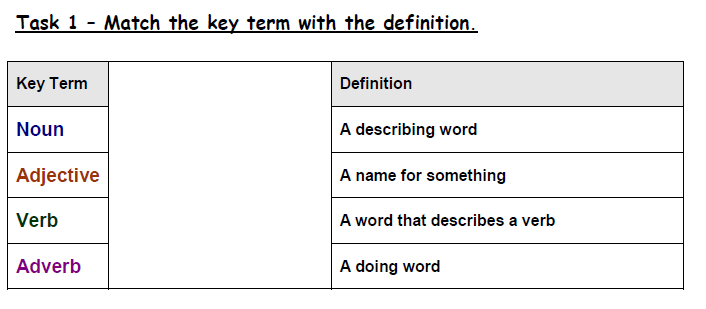 Task 1 – Match the key term with the definition.
Key Term Definition
Noun A describing word
Adjective A name for something
Verb A word that describes a verb
Adverb A doing word